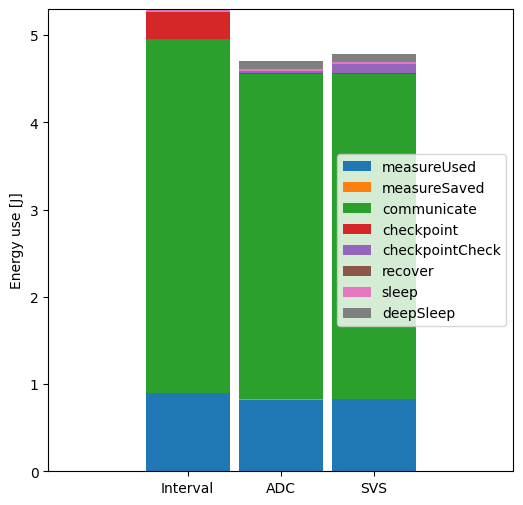 Energy use [J]
5
4
3
2
1
0
measureUsed
measureSaved
communicate
checkpoint
checkpointCheck
recover
sleep
deepSleep
Interval ADC SVS